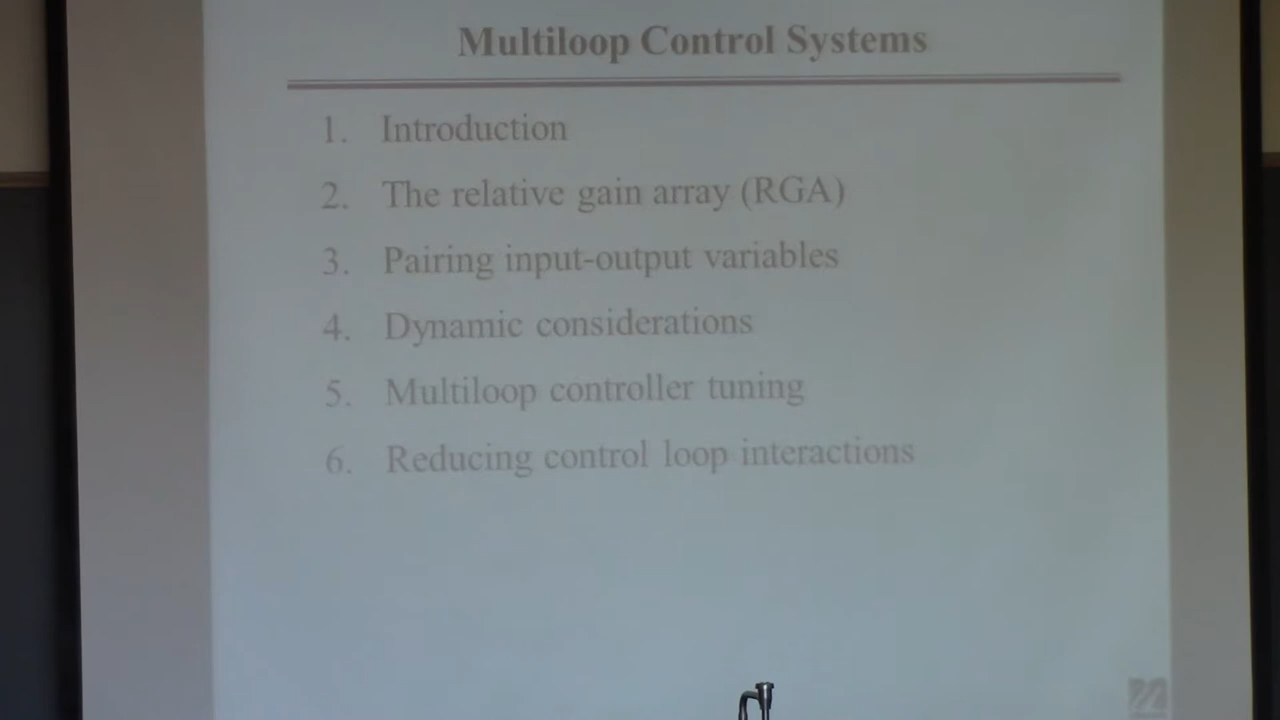 Multiloop Control Systems
1. Introduction
2. The relative gain array (RGA)
3. Pairing input-output variables
4. Dynamic considerations
5. Multiloop controller tuning
6. Reducing control loop interactions